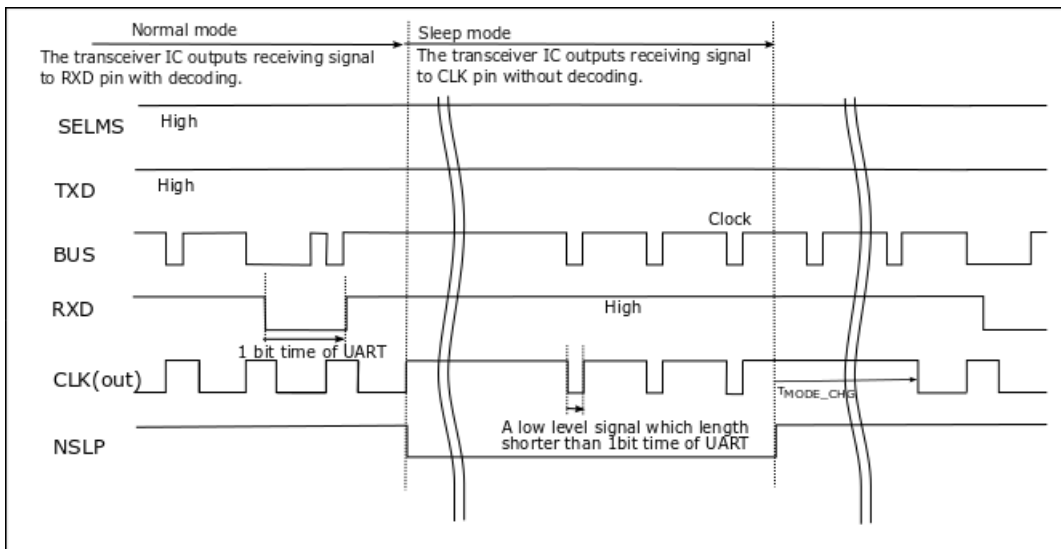 Normal mode
The transceiver IC outputs receiving signal
to RXD pin with decoding.
Sleep mode
The transceiver IC outputs receiving signal
to CLK pin without decoding.
SELMS
High
TXD
High
Clock
BUS
RXD
High
1 bit time of UART
CLK(out)
TMODE_CHG
A low level signal which length
shorter than 1bit time of UART
NSLP